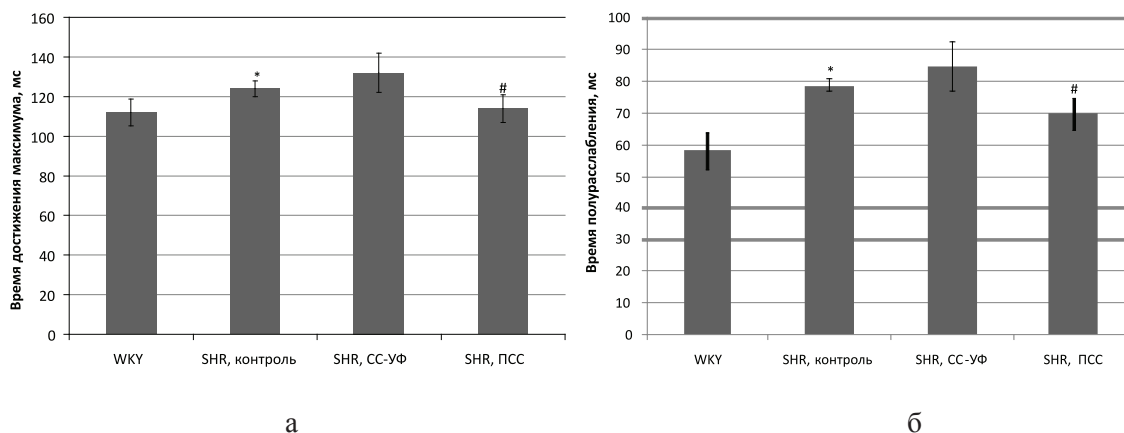 Время достижения максимума, мс
160
140
120
100
80
60
40
20
0
*
#
WKY
SHR, контроль
SHR, СС-УФ
SHR, ПСС
а
Время полурасслабления, мс
100
90
80
70
60
50
40
30
20
10
0
*
#
WKY
SHR, контроль
SHR, СС-УФ
SHR, ПСС
б